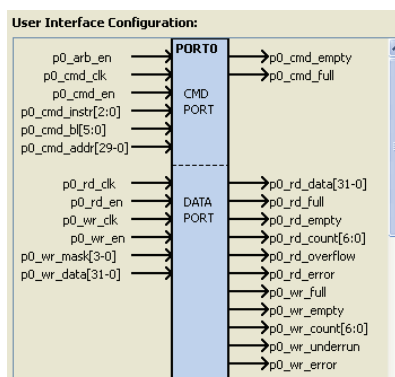 User Interface Configuration:
PORT0
p0_arb_en
p0_cmd_clk
p0_cmd_en
p0_cmd_instr[2:0]
p0_cmd_bl[5:0]
p0_cmd_addr[29-0]
CMD
PORT
p0_cmd_empty
p0_cmd_full
p0_rd_clk
p0_rd_en
p0_wr_clk
p0_wr_en
p0_wr_mask[3-0]
p0_wr_data[31-0]
DATA
PORT
p0_rd_data[31-0]
p0_rd_full
p0_rd_empty
p0_rd_count[6:0]
p0_rd_overflow
p0_rd_error
p0_wr_full
p0_wr_empty
p0_wr_count[6:0]
p0_wr_underrun
p0_wr_error